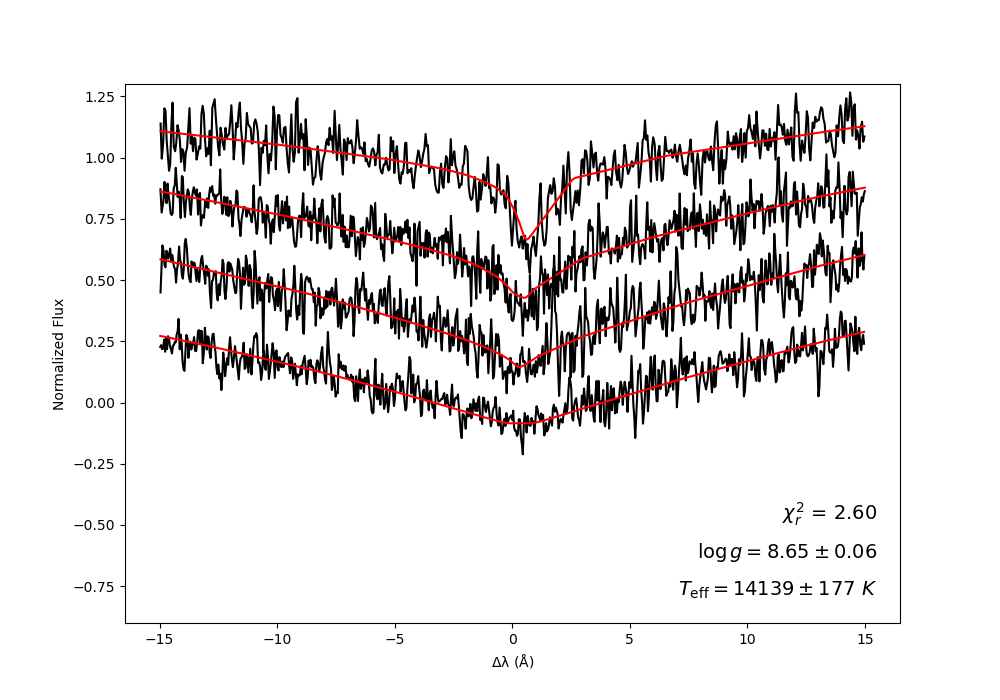 1.25
1.00
0.75
0.50
0.25
0.00
−0.25
−0.50
−0.75
Normalized Flux
χ²ᵣ = 2.60
log g = 8.65 ± 0.06
T_eff = 14139 ± 177 K
−15 −10 −5 0 5 10 15
Δλ (Å)